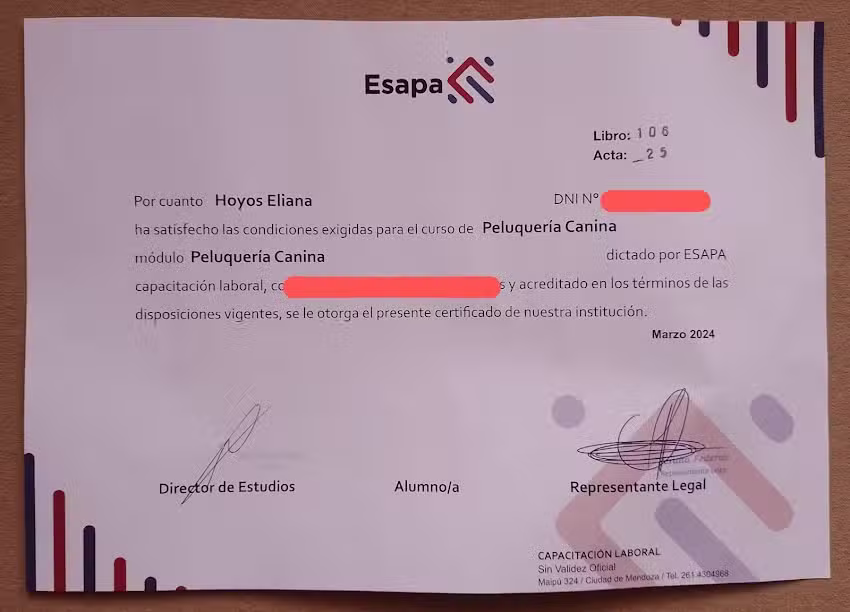 Esapa
Libro: 106
Acta: _25
Por cuanto Hoyos Eliana DNI N°
ha satisfecho las condiciones exigidas para el curso de Peluquería Canina
módulo Peluquería Canina dictado por ESAPA
capacitación laboral, y acreditado en los términos de las
disposiciones vigentes, se le otorga el presente certificado de nuestra institución.
Marzo 2024
Director de Estudios Alumno/a Representante Legal
CAPACITACIÓN LABORAL
Sin Validez Oficial
Maipú 324 / Ciudad de Mendoza / Tel. 261 4304968